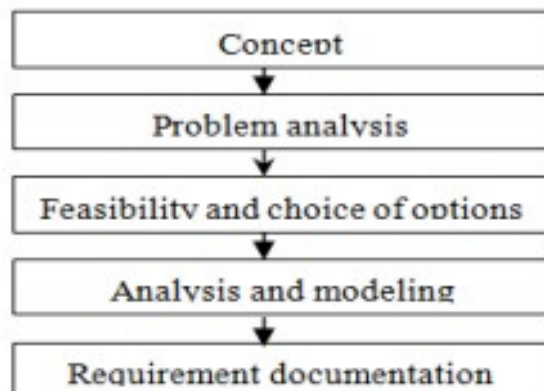 Concept
Problem analysis
Feasibility and choice of options
Analysis and modeling
Requirement documentation